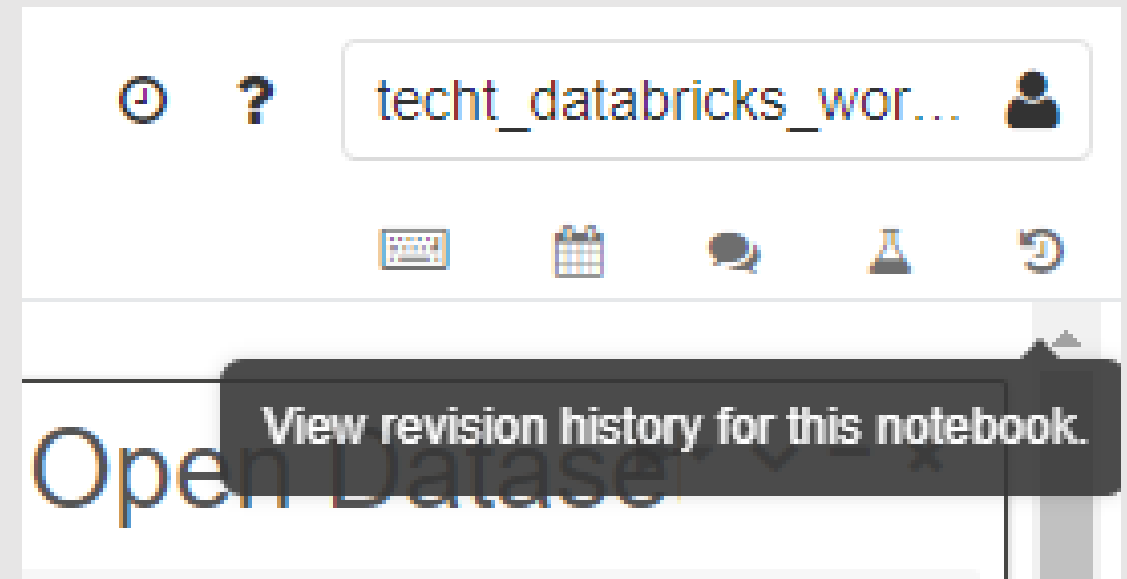 ? techt_databricks_wor...
View revision history for this notebook.
Open Dataset